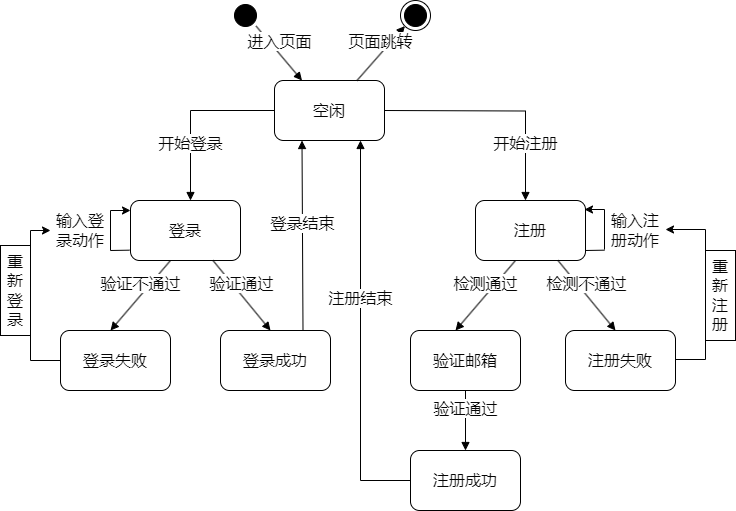 进入页面
页面跳转
空闲
开始登录
开始注册
输入登
录动作
登录
登录结束
注册
输入注
册动作
重
新
登
录
验证不通过
验证通过
注册结束
检测通过
检测不通过
重
新
注
册
登录失败
登录成功
验证邮箱
注册失败
验证通过
注册成功